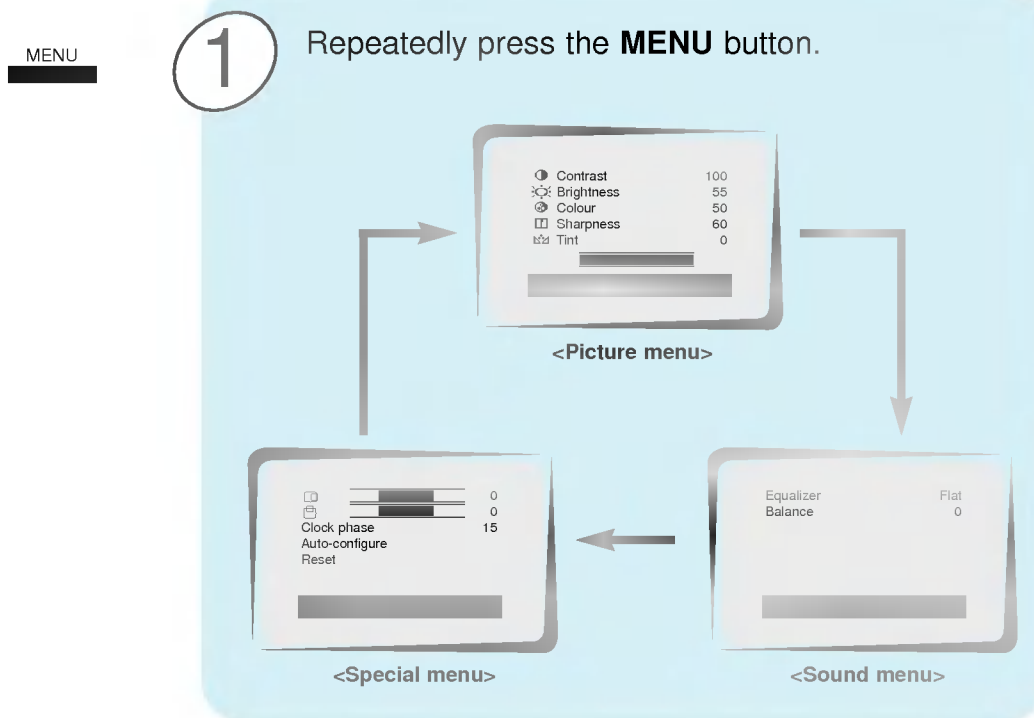 MENU
1
Repeatedly press the MENU button.
Contrast 100
Brightness 55
Colour 50
Sharpness 60
Tint 0
<Picture menu>
0
0
Clock phase 15
Auto-configure
Reset
<Special menu>
Equalizer Flat
Balance 0
<Sound menu>